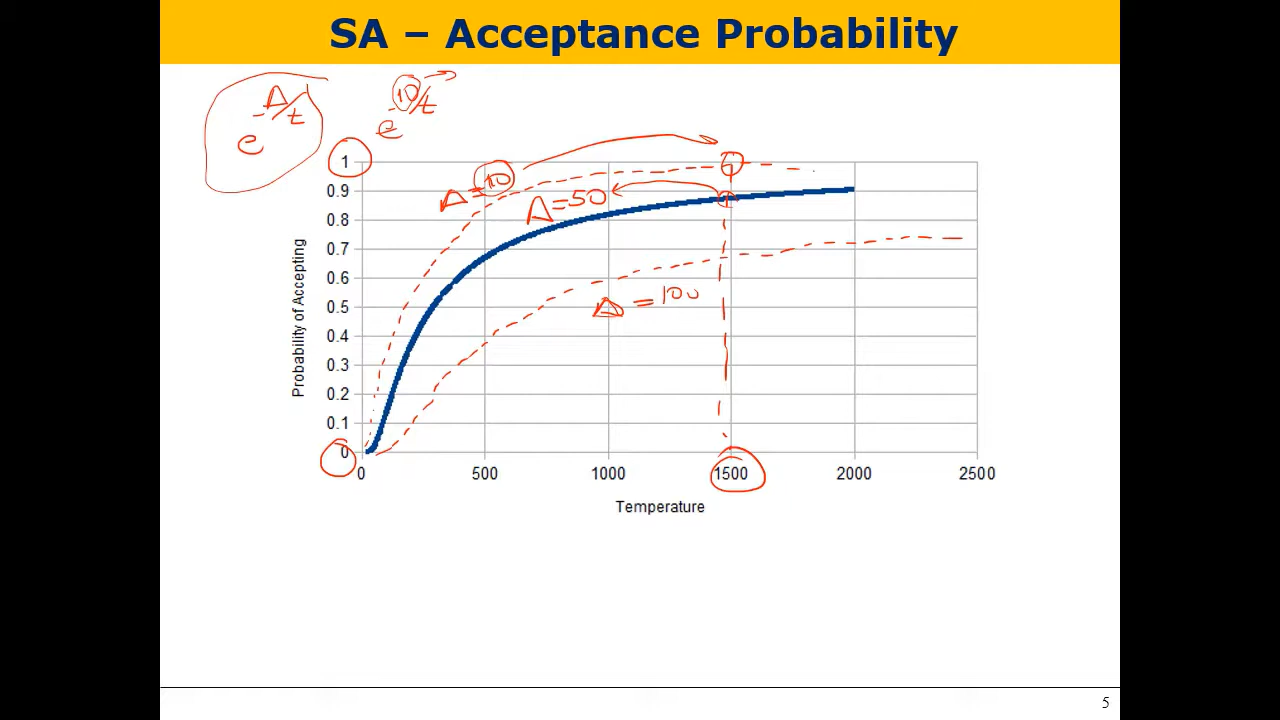 SA – Acceptance Probability
e^-Δ/t
e^-10/t
Probability of Accepting
1
0.9
0.8
0.7
0.6
0.5
0.4
0.3
0.2
0.1
0
Δ=10
Δ=50
Δ=100
0 500 1000 1500 2000 2500
Temperature
5